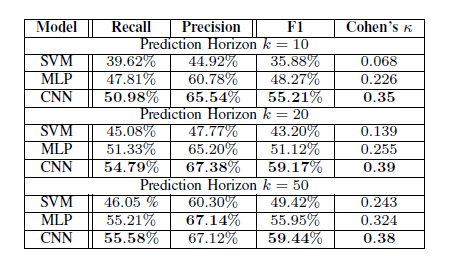 Model Recall Precision F1 Cohen's κ
Prediction Horizon k = 10
SVM 39.62% 44.92% 35.88% 0.068
MLP 47.81% 60.78% 48.27% 0.226
CNN 50.98% 65.54% 55.21% 0.35
Prediction Horizon k = 20
SVM 45.08% 47.77% 43.20% 0.139
MLP 51.33% 65.20% 51.12% 0.255
CNN 54.79% 67.38% 59.17% 0.39
Prediction Horizon k = 50
SVM 46.05 % 60.30% 49.42% 0.243
MLP 55.21% 67.14% 55.95% 0.324
CNN 55.58% 67.12% 59.44% 0.38